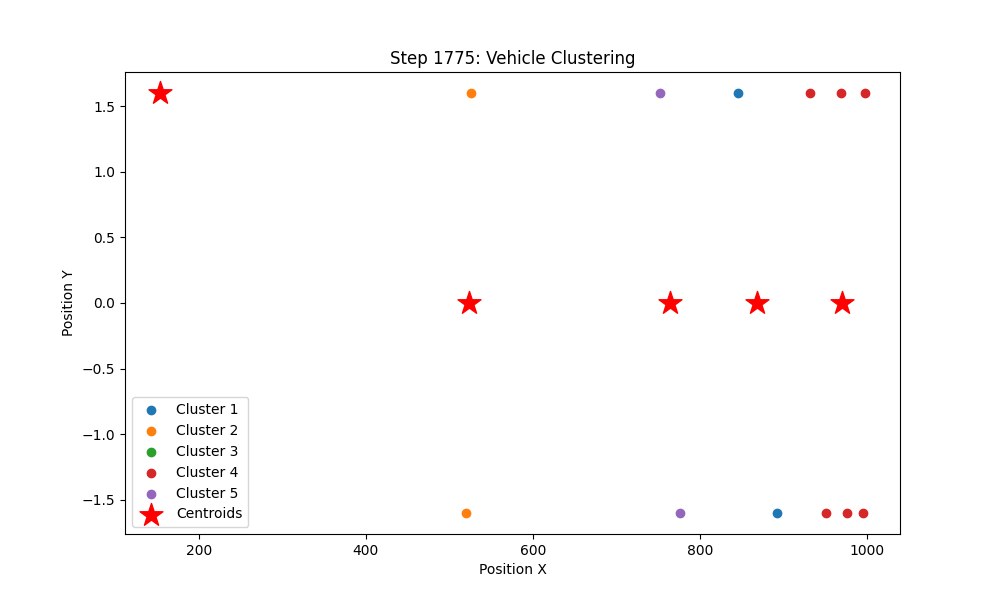 Step 1775: Vehicle Clustering
Position Y
1.5
1.0
0.5
0.0
−0.5
−1.0
−1.5
Cluster 1
Cluster 2
Cluster 3
Cluster 4
Cluster 5
Centroids
200 400 600 800 1000
Position X